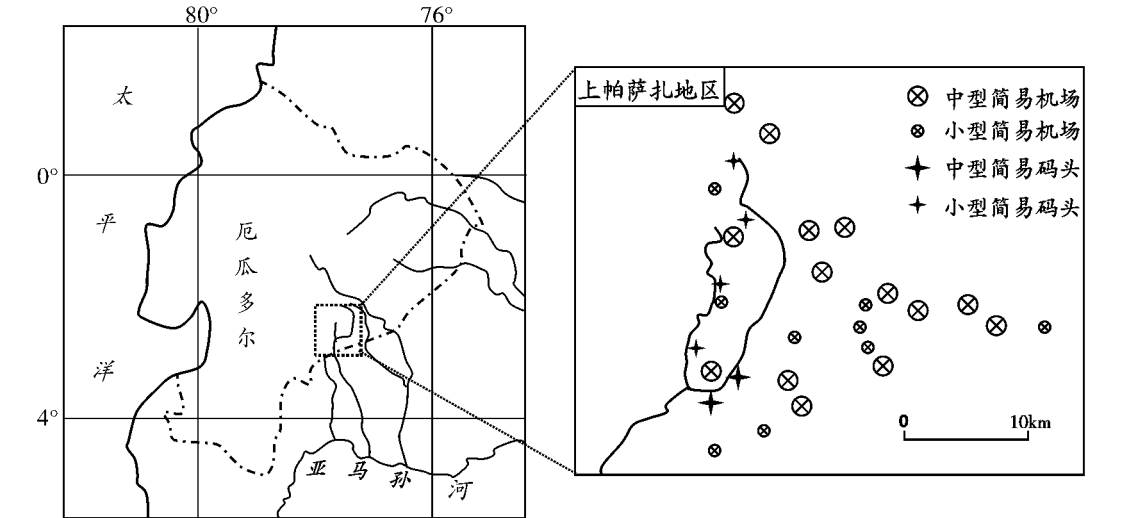 80°
76°
太
平
洋
0°
4°
厄
瓜
多
尔
亚
马
孙
河
上帕萨扎地区
中型简易机场
小型简易机场
中型简易码头
小型简易码头
0
10km